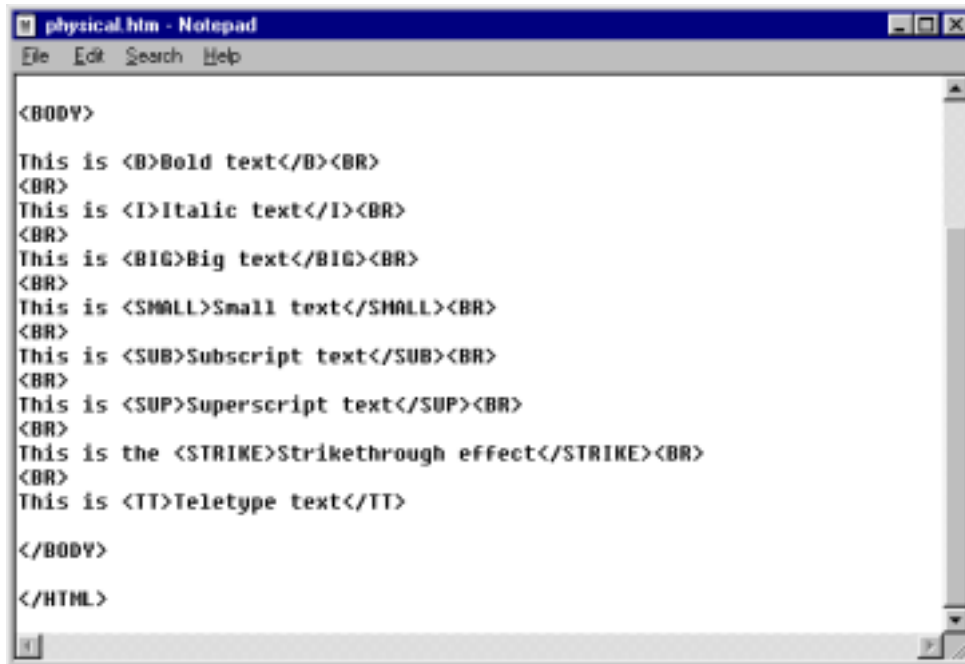 physical.htm - Notepad
File Edit Search Help
<BODY>
This is <B>Bold text</B><BR>
<BR>
This is <I>Italic text</I><BR>
<BR>
This is <BIG>Big text</BIG><BR>
<BR>
This is <SMALL>Small text</SMALL><BR>
<BR>
This is <SUB>Subscript text</SUB><BR>
<BR>
This is <SUP>Superscript text</SUP><BR>
<BR>
This is the <STRIKE>Strikethrough effect</STRIKE><BR>
<BR>
This is <TT>Teletype text</TT>
</BODY>
</HTML>